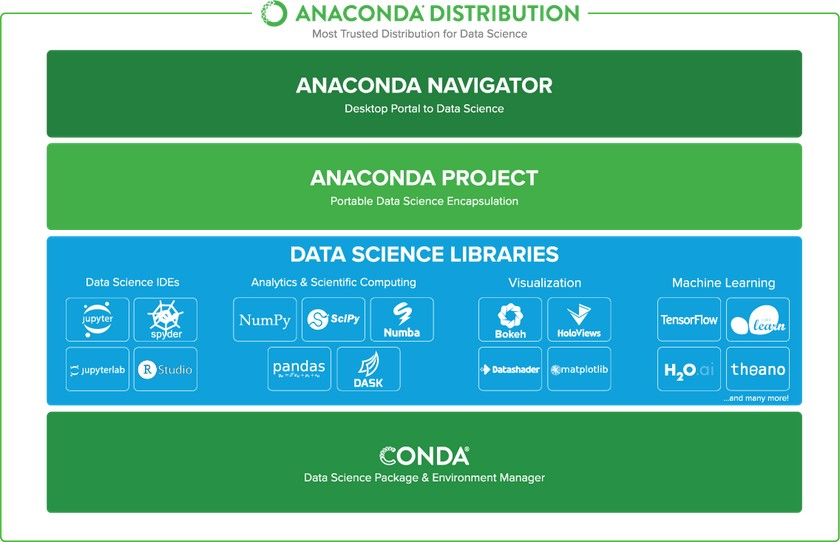 ANACONDA DISTRIBUTION
Most Trusted Distribution for Data Science
ANACONDA NAVIGATOR
Desktop Portal to Data Science
ANACONDA PROJECT
Portable Data Science Encapsulation
DATA SCIENCE LIBRARIES
Data Science IDEs
jupyter
spyder
jupyterlab
R Studio
Analytics & Scientific Computing
NumPy
SciPy
Numba
pandas
DASK
Visualization
Bokeh
HoloViews
Datashader
matplotlib
Machine Learning
TensorFlow
learn
H2O.ai
theano
...and many more!
CONDA®
Data Science Package & Environment Manager